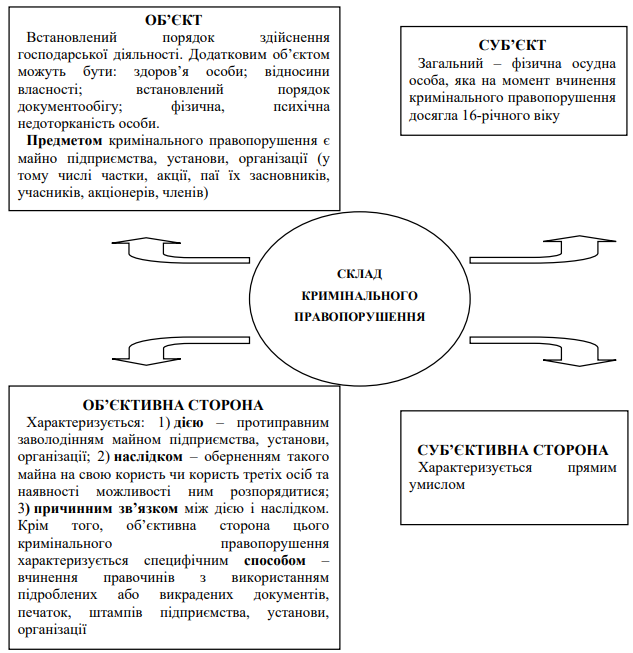 ОБ’ЄКТ
Встановлений порядок здійснення
господарської діяльності. Додатковим об’єктом
можуть бути: здоров’я особи; відносини
власності; встановлений порядок
документообігу; фізична, психічна
недоторканість особи.
Предметом кримінального правопорушення є
майно підприємства, установи, організації (у
тому числі частки, акції, паї їх засновників,
учасників, акціонерів, членів)
СУБ’ЄКТ
Загальний – фізична осудна
особа, яка на момент вчинення
кримінального правопорушення
досягла 16-річного віку
СКЛАД
КРИМІНАЛЬНОГО
ПРАВОПОРУШЕННЯ
ОБ’ЄКТИВНА СТОРОНА
Характеризується: 1) дією – протиправним
заволодінням майном підприємства, установи,
організації; 2) наслідком – оберненням такого
майна на свою користь чи користь третіх осіб та
наявності можливості ним розпорядитися;
3) причинним зв’язком між дією і наслідком.
Крім того, об’єктивна сторона цього
кримінального правопорушення
характеризується специфічним способом –
вчинення правочинів з використанням
підроблених або викрадених документів,
печаток, штампів підприємства, установи,
організації
СУБ’ЄКТИВНА СТОРОНА
Характеризується прямим
умислом